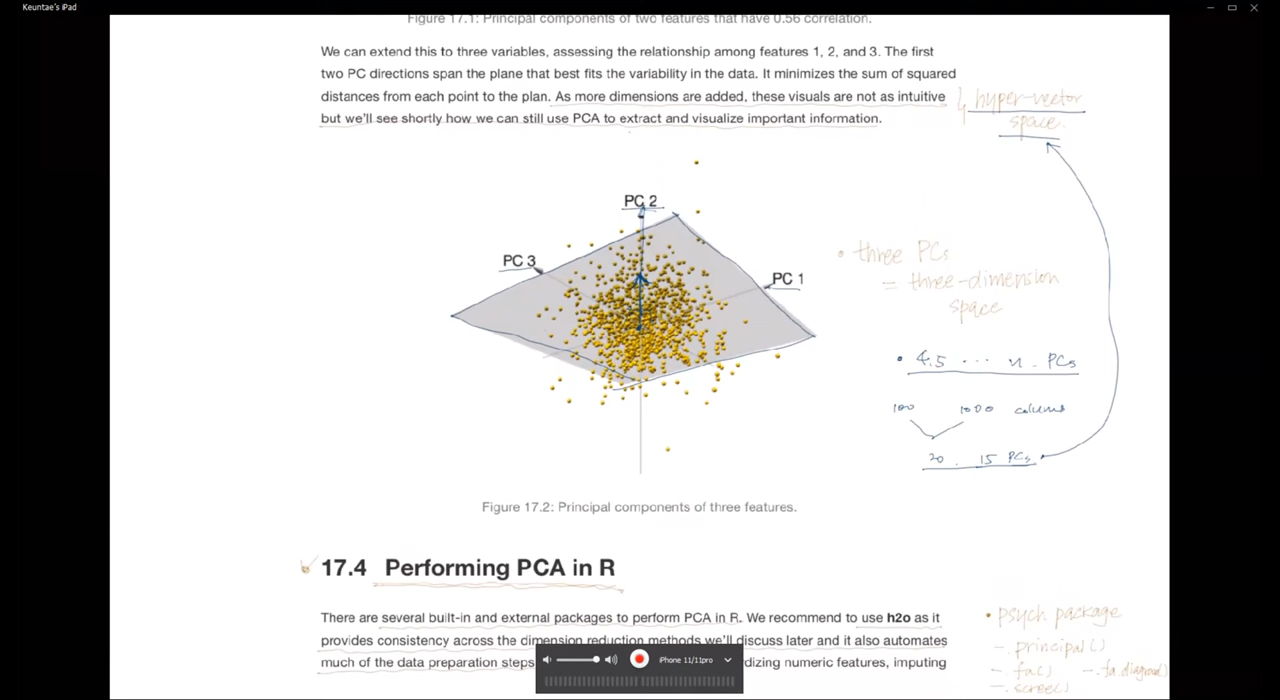 Keuntae's iPad
Figure 17.1: Principal components of two features that have 0.56 correlation.
We can extend this to three variables, assessing the relationship among features 1, 2, and 3. The first
two PC directions span the plane that best fits the variability in the data. It minimizes the sum of squared
distances from each point to the plan. As more dimensions are added, these visuals are not as intuitive
but we'll see shortly how we can still use PCA to extract and visualize important information.
hyper-vector
space.
PC 2
PC 3
PC 1
• three PCs
= three-dimension
space
• 4.5 ... n. PCs
100 1000 column
20. 15 PCs
Figure 17.2: Principal components of three features.
17.4 Performing PCA in R
There are several built-in and external packages to perform PCA in R. We recommend to use h2o as it
provides consistency across the dimension reduction methods we'll discuss later and it also automates
much of the data preparation steps
dizing numeric features, imputing
• psych package
- principal()
- fa() - fa.diagram()
- scree()
iPhone 11/11pro